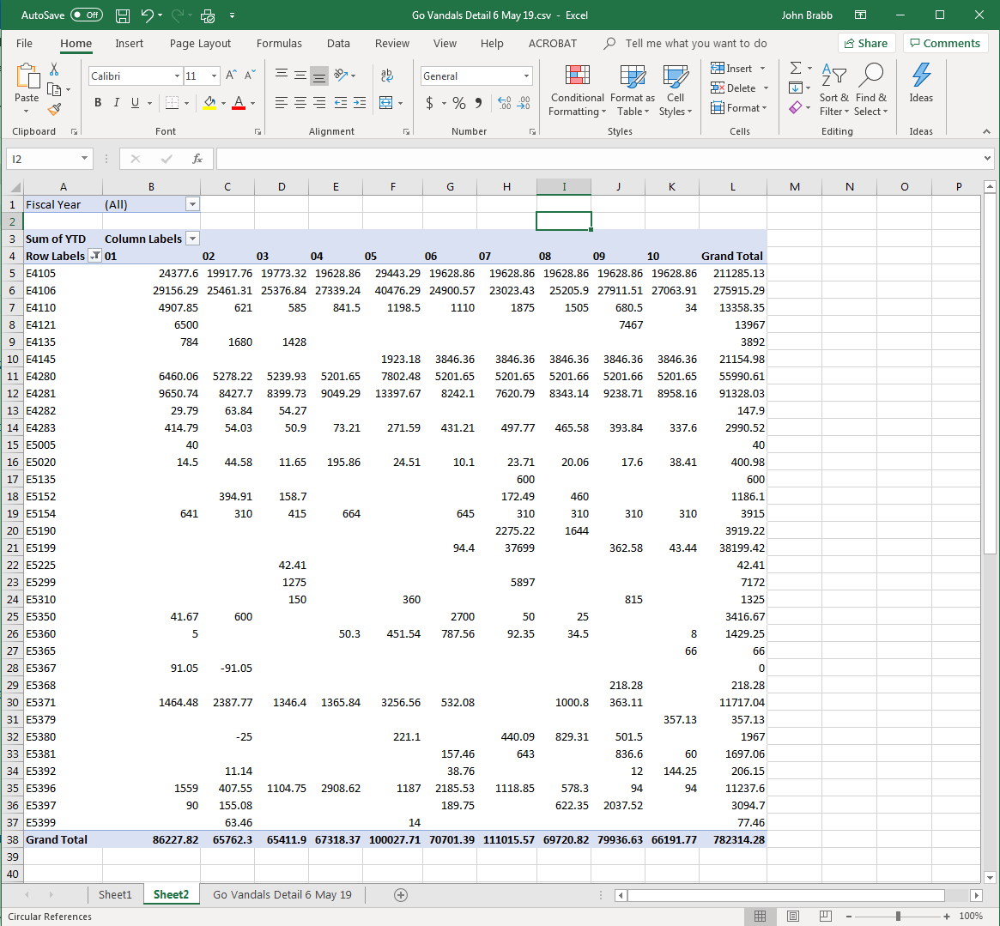 AutoSave Off Go Vandals Detail 6 May 19.csv - Excel John Brabb
File Home Insert Page Layout Formulas Data Review View Help ACROBAT Tell me what you want to do Share Comments
Paste Calibri 11 A A ab General Conditional Format as Cell Insert Sort & Find & Ideas
B I U A $ % Formatting Table Styles Delete Filter Select
Format
Clipboard Font Alignment Number Styles Cells Editing Ideas
I2 fx
A B C D E F G H I J K L M N O P
1 Fiscal Year (All)
2
3 Sum of YTD Column Labels
4 Row Labels 01 02 03 04 05 06 07 08 09 10 Grand Total
5 E4105 24377.6 19917.76 19773.32 19628.86 29443.29 19628.86 19628.86 19628.86 19628.86 19628.86 211285.13
6 E4106 29156.29 25461.31 25376.84 27339.24 40476.29 24900.57 23023.43 25205.9 27911.51 27063.91 275915.29
7 E4110 4907.85 621 585 841.5 1198.5 1110 1875 1505 680.5 34 13358.35
8 E4121 6500 7467 13967
9 E4135 784 1680 1428 3892
10 E4145 1923.18 3846.36 3846.36 3846.36 3846.36 3846.36 21154.98
11 E4280 6460.06 5278.22 5239.93 5201.65 7802.48 5201.65 5201.65 5201.66 5201.66 5201.65 55990.61
12 E4281 9650.74 8427.7 8399.73 9049.29 13397.67 8242.1 7620.79 8343.14 9238.71 8958.16 91328.03
13 E4282 29.79 63.84 54.27 147.9
14 E4283 414.79 54.03 50.9 73.21 271.59 431.21 497.77 465.58 393.84 337.6 2990.52
15 E5005 40 40
16 E5020 14.5 44.58 11.65 195.86 24.51 10.1 23.71 20.06 17.6 38.41 400.98
17 E5135 600 600
18 E5152 394.91 158.7 172.49 460 1186.1
19 E5154 641 310 415 664 645 310 310 310 310 3915
20 E5190 2275.22 1644 3919.22
21 E5199 94.4 37699 362.58 43.44 38199.42
22 E5225 42.41 42.41
23 E5299 1275 5897 7172
24 E5310 150 360 815 1325
25 E5350 41.67 600 2700 50 25 3416.67
26 E5360 5 50.3 451.54 787.56 92.35 34.5 8 1429.25
27 E5365 66 66
28 E5367 91.05 -91.05 0
29 E5368 218.28 218.28
30 E5371 1464.48 2387.77 1346.4 1365.84 3256.56 532.08 1000.8 363.11 11717.04
31 E5379 357.13 357.13
32 E5380 -25 221.1 440.09 829.31 501.5 1967
33 E5381 157.46 643 836.6 60 1697.06
34 E5392 11.14 38.76 12 144.25 206.15
35 E5396 1559 407.55 1104.75 2908.62 1187 2185.53 1118.85 578.3 94 94 11237.6
36 E5397 90 155.08 189.75 622.35 2037.52 3094.7
37 E5399 63.46 14 77.46
38 Grand Total 86227.82 65762.3 65411.9 67318.37 100027.71 70701.39 111015.57 69720.82 79936.63 66191.77 782314.28
39
40
Sheet1 Sheet2 Go Vandals Detail 6 May 19
Circular References 100%